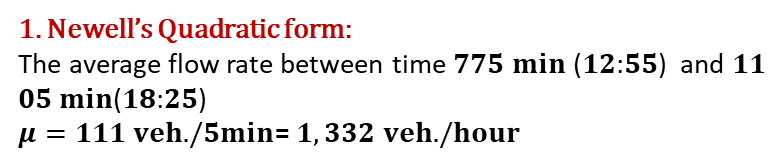 1. Newell's Quadratic form:
The average flow rate between time 775 min (12:55) and 11
05 min(18:25)
μ = 111 veh./5min= 1, 332 veh./hour